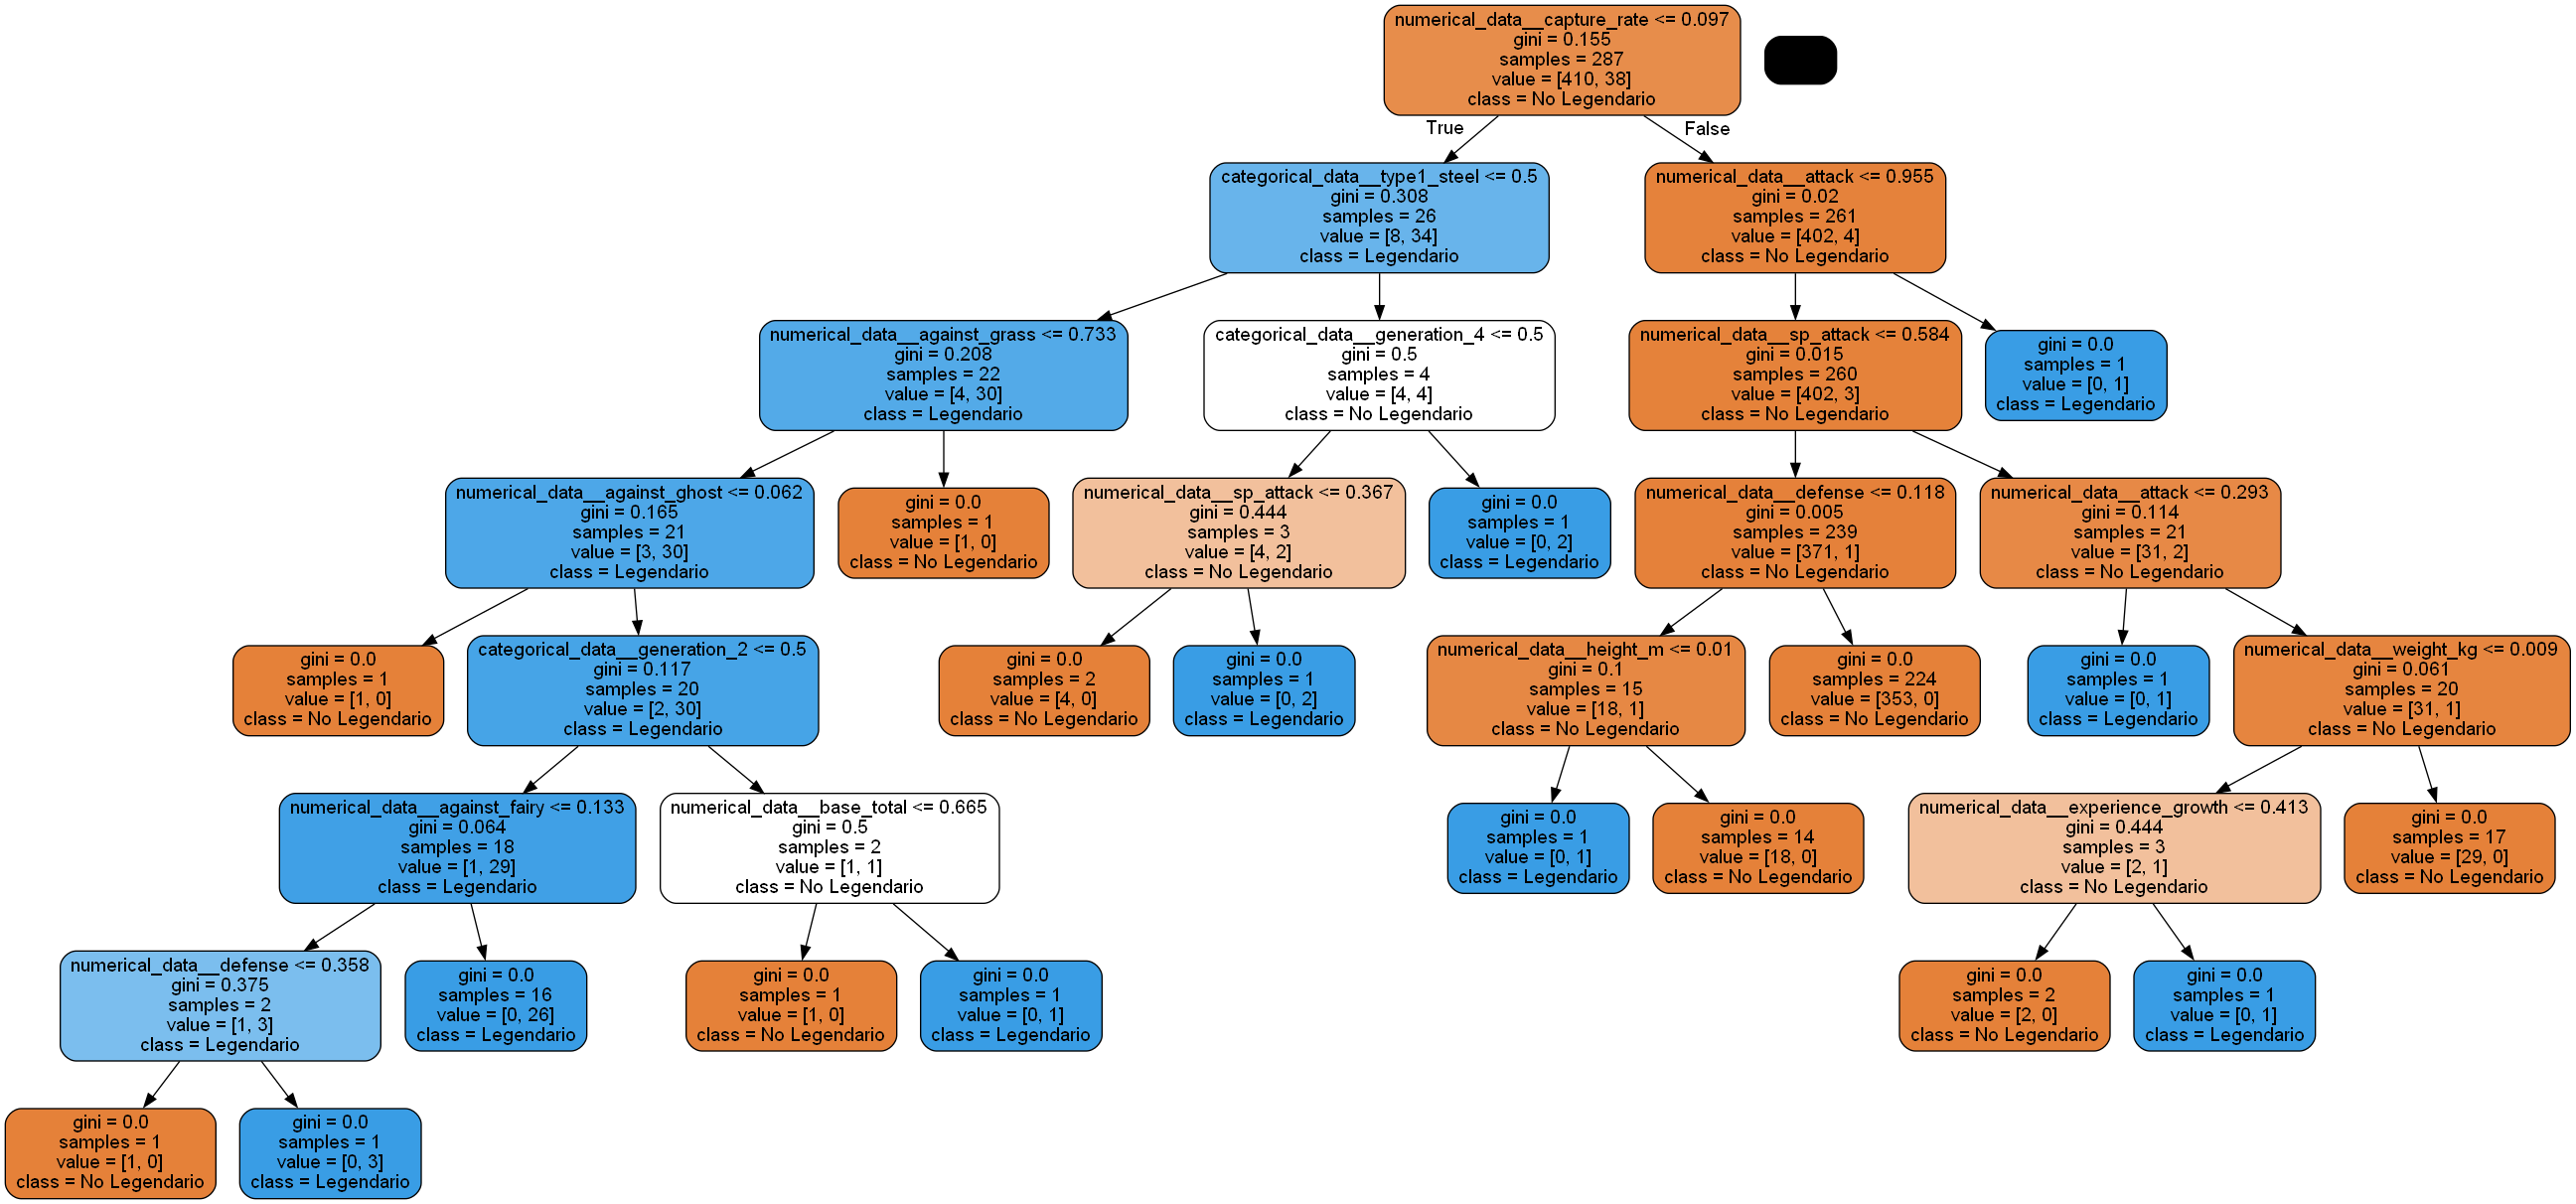 numerical_data__capture_rate <= 0.097
gini = 0.155
samples = 287
value = [410, 38]
class = No Legendario
True
False
categorical_data__type1_steel <= 0.5
gini = 0.308
samples = 26
value = [8, 34]
class = Legendario
numerical_data__attack <= 0.955
gini = 0.02
samples = 261
value = [402, 4]
class = No Legendario
numerical_data__against_grass <= 0.733
gini = 0.208
samples = 22
value = [4, 30]
class = Legendario
categorical_data__generation_4 <= 0.5
gini = 0.5
samples = 4
value = [4, 4]
class = No Legendario
numerical_data__sp_attack <= 0.584
gini = 0.015
samples = 260
value = [402, 3]
class = No Legendario
gini = 0.0
samples = 1
value = [0, 1]
class = Legendario
numerical_data__against_ghost <= 0.062
gini = 0.165
samples = 21
value = [3, 30]
class = Legendario
gini = 0.0
samples = 1
value = [1, 0]
class = No Legendario
numerical_data__sp_attack <= 0.367
gini = 0.444
samples = 3
value = [4, 2]
class = No Legendario
gini = 0.0
samples = 1
value = [0, 2]
class = Legendario
numerical_data__defense <= 0.118
gini = 0.005
samples = 239
value = [371, 1]
class = No Legendario
numerical_data__attack <= 0.293
gini = 0.114
samples = 21
value = [31, 2]
class = No Legendario
gini = 0.0
samples = 1
value = [1, 0]
class = No Legendario
categorical_data__generation_2 <= 0.5
gini = 0.117
samples = 20
value = [2, 30]
class = Legendario
gini = 0.0
samples = 2
value = [4, 0]
class = No Legendario
gini = 0.0
samples = 1
value = [0, 2]
class = Legendario
numerical_data__height_m <= 0.01
gini = 0.1
samples = 15
value = [18, 1]
class = No Legendario
gini = 0.0
samples = 224
value = [353, 0]
class = No Legendario
gini = 0.0
samples = 1
value = [0, 1]
class = Legendario
numerical_data__weight_kg <= 0.009
gini = 0.061
samples = 20
value = [31, 1]
class = No Legendario
numerical_data__against_fairy <= 0.133
gini = 0.064
samples = 18
value = [1, 29]
class = Legendario
numerical_data__base_total <= 0.665
gini = 0.5
samples = 2
value = [1, 1]
class = No Legendario
gini = 0.0
samples = 1
value = [0, 1]
class = Legendario
gini = 0.0
samples = 14
value = [18, 0]
class = No Legendario
numerical_data__experience_growth <= 0.413
gini = 0.444
samples = 3
value = [2, 1]
class = No Legendario
gini = 0.0
samples = 17
value = [29, 0]
class = No Legendario
numerical_data__defense <= 0.358
gini = 0.375
samples = 2
value = [1, 3]
class = Legendario
gini = 0.0
samples = 16
value = [0, 26]
class = Legendario
gini = 0.0
samples = 1
value = [1, 0]
class = No Legendario
gini = 0.0
samples = 1
value = [0, 1]
class = Legendario
gini = 0.0
samples = 2
value = [2, 0]
class = No Legendario
gini = 0.0
samples = 1
value = [0, 1]
class = Legendario
gini = 0.0
samples = 1
value = [1, 0]
class = No Legendario
gini = 0.0
samples = 1
value = [0, 3]
class = Legendario